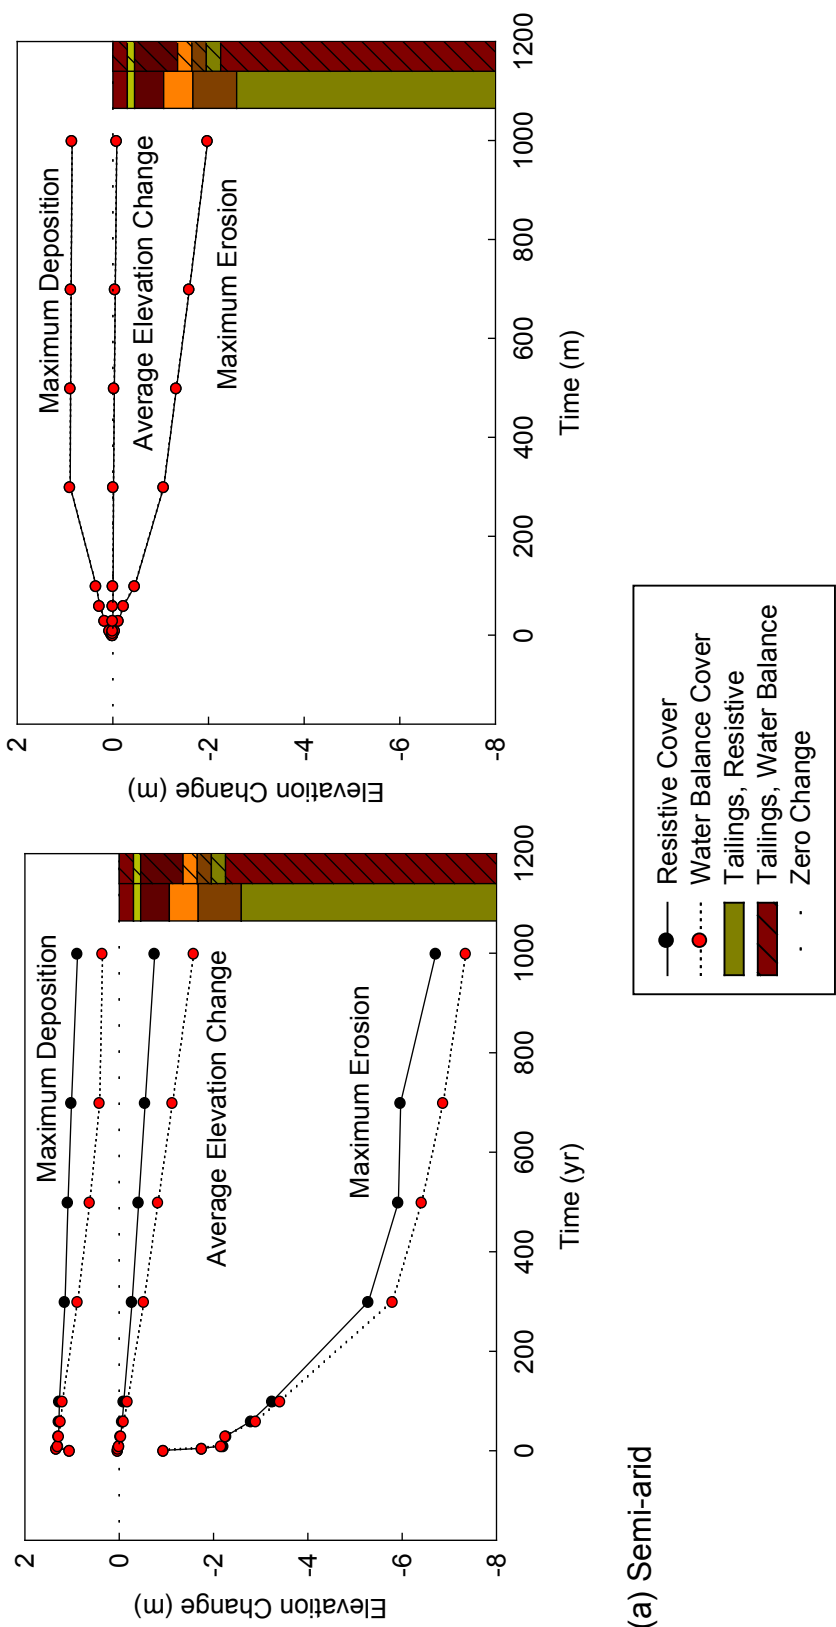 2
0
-2
-4
-6
-8
Elevation Change (m)
0
200
400
600
800
1000
1200
Time (yr)
Maximum Deposition
Average Elevation Change
Maximum Erosion
2
0
-2
-4
-6
-8
Elevation Change (m)
0
200
400
600
800
1000
1200
Time (m)
Maximum Deposition
Average Elevation Change
Maximum Erosion
(a) Semi-arid
Resistive Cover
Water Balance Cover
Tailings, Resistive
Tailings, Water Balance
Zero Change